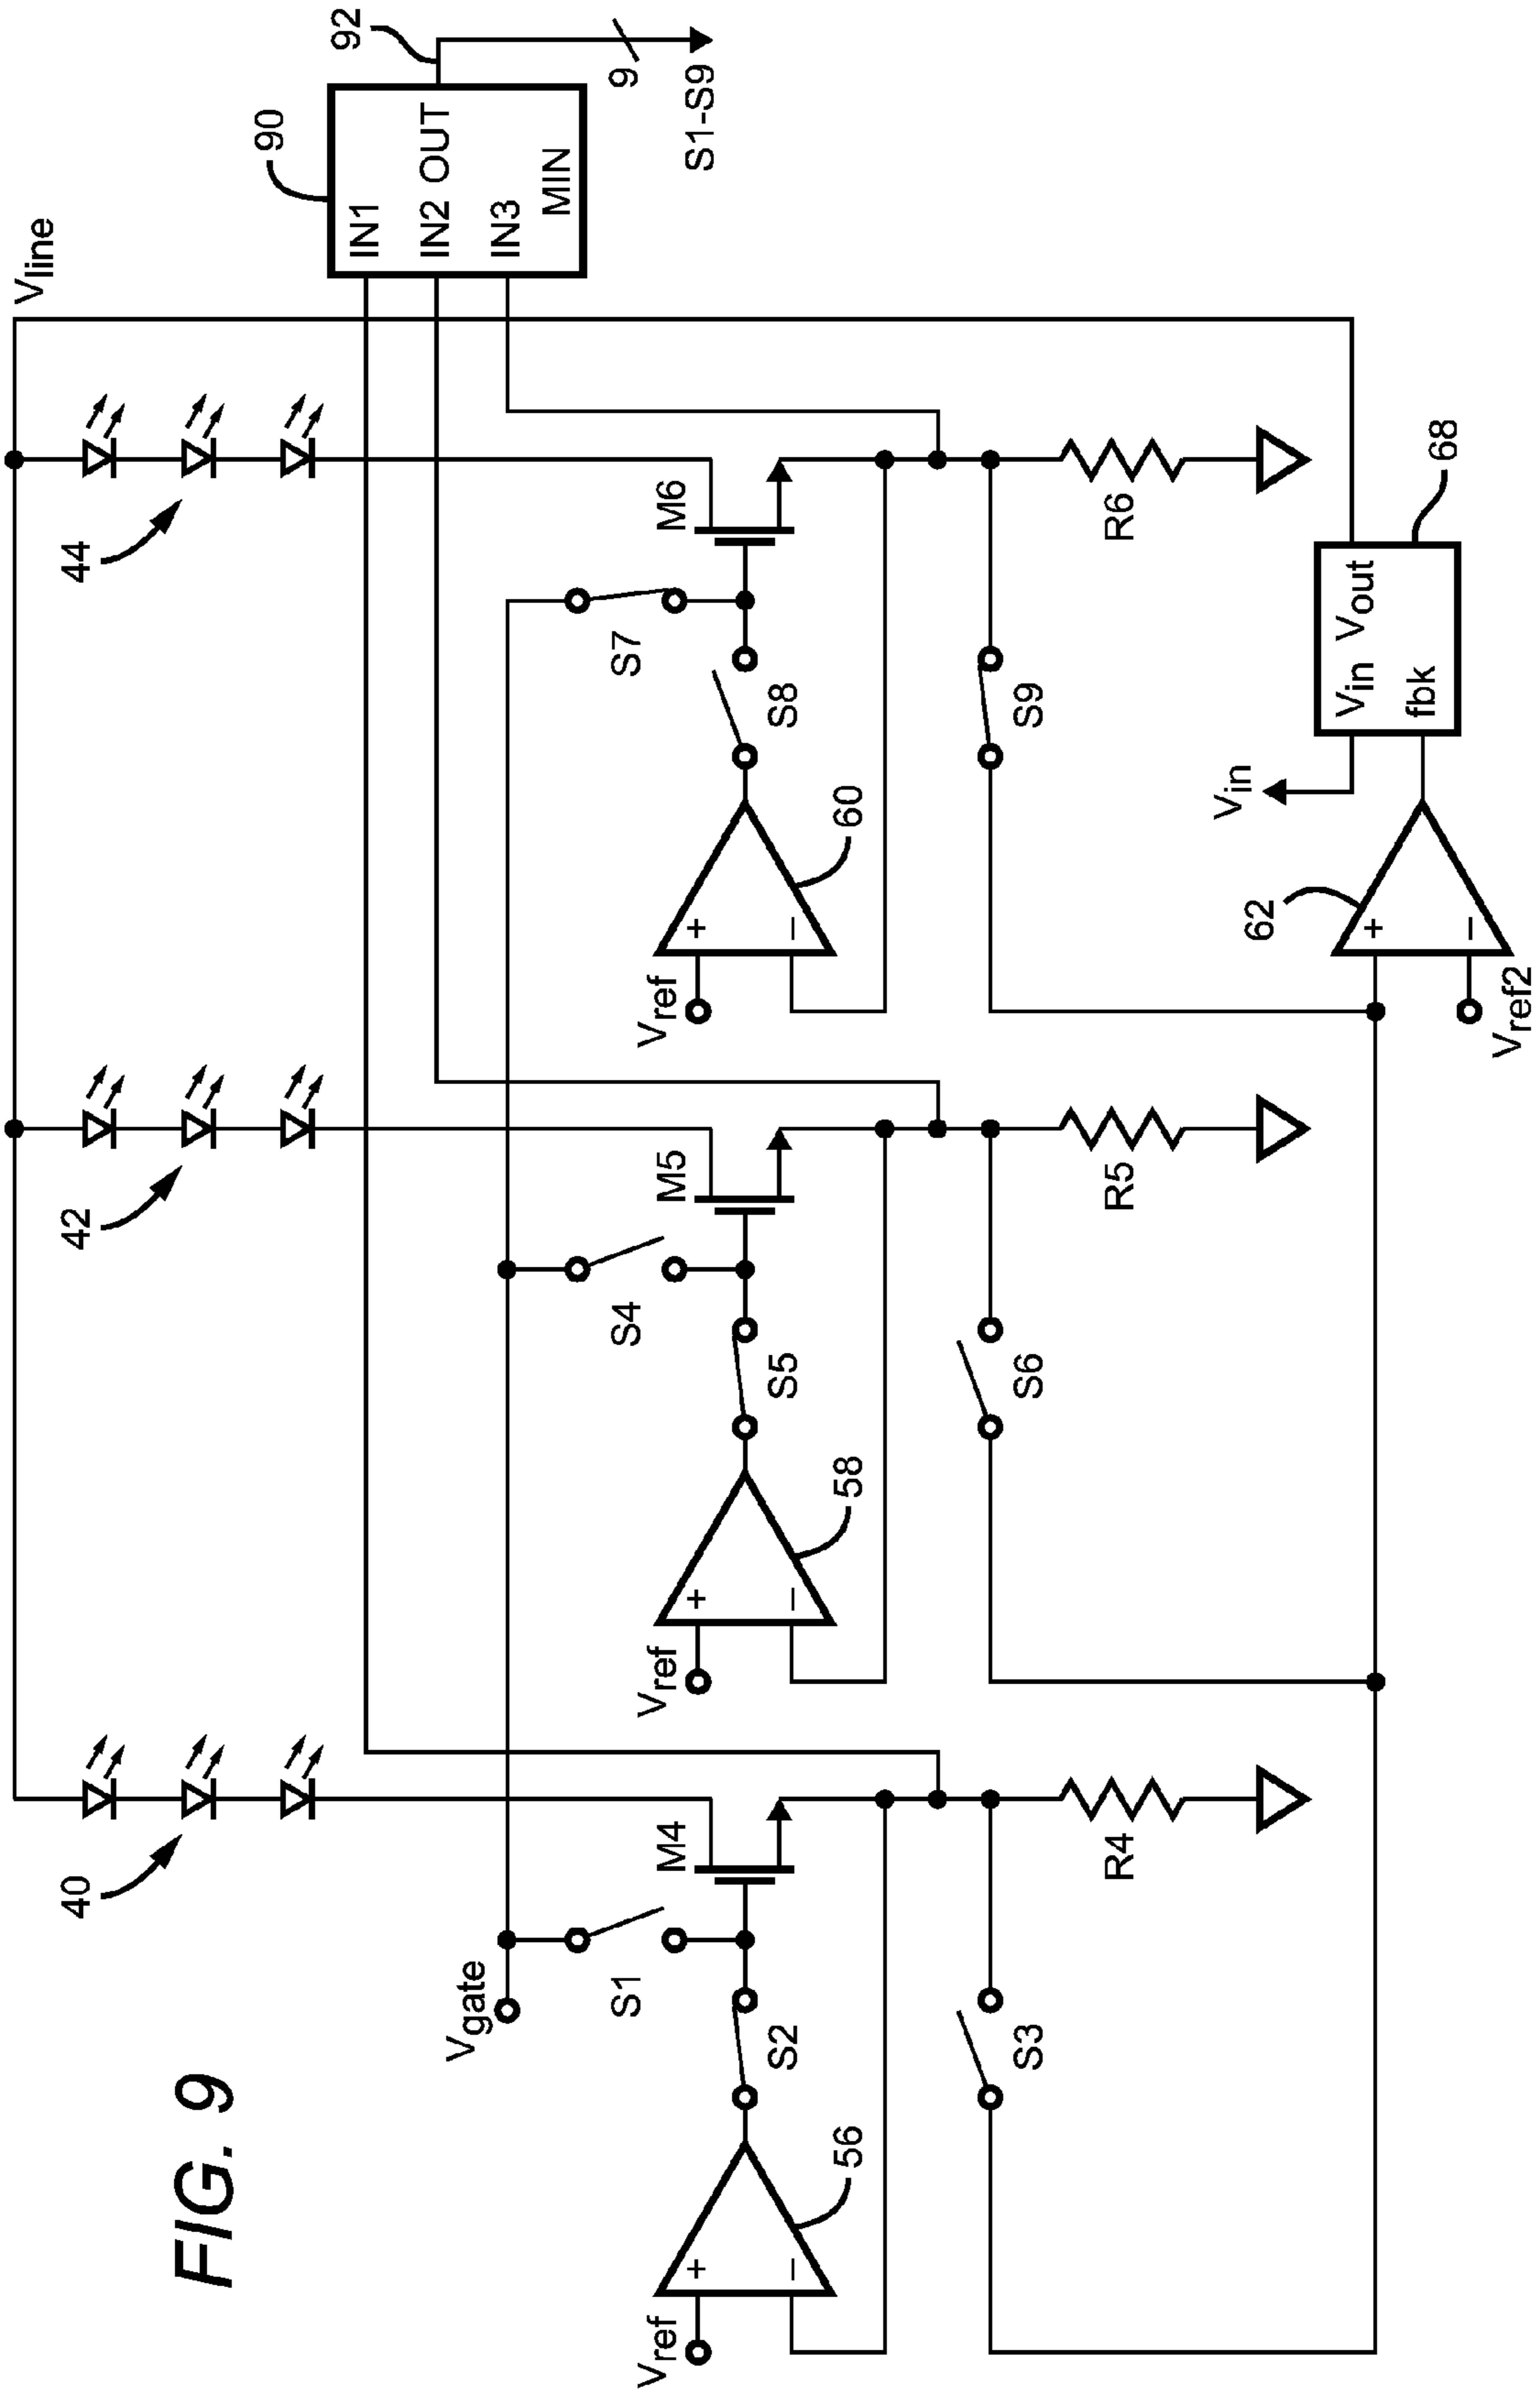 FIG. 9
Vline
40
42
44
90
92
IN1
IN2 OUT
IN3
MIN
9
S1-S9
Vgate
S1
S4
S7
M4
M5
M6
Vref
+
−
56
S2
Vref
+
−
58
S5
Vref
+
−
60
S8
S3
S6
S9
R4
R5
R6
Vin
62
+
−
Vref2
Vin Vout
fbk
68